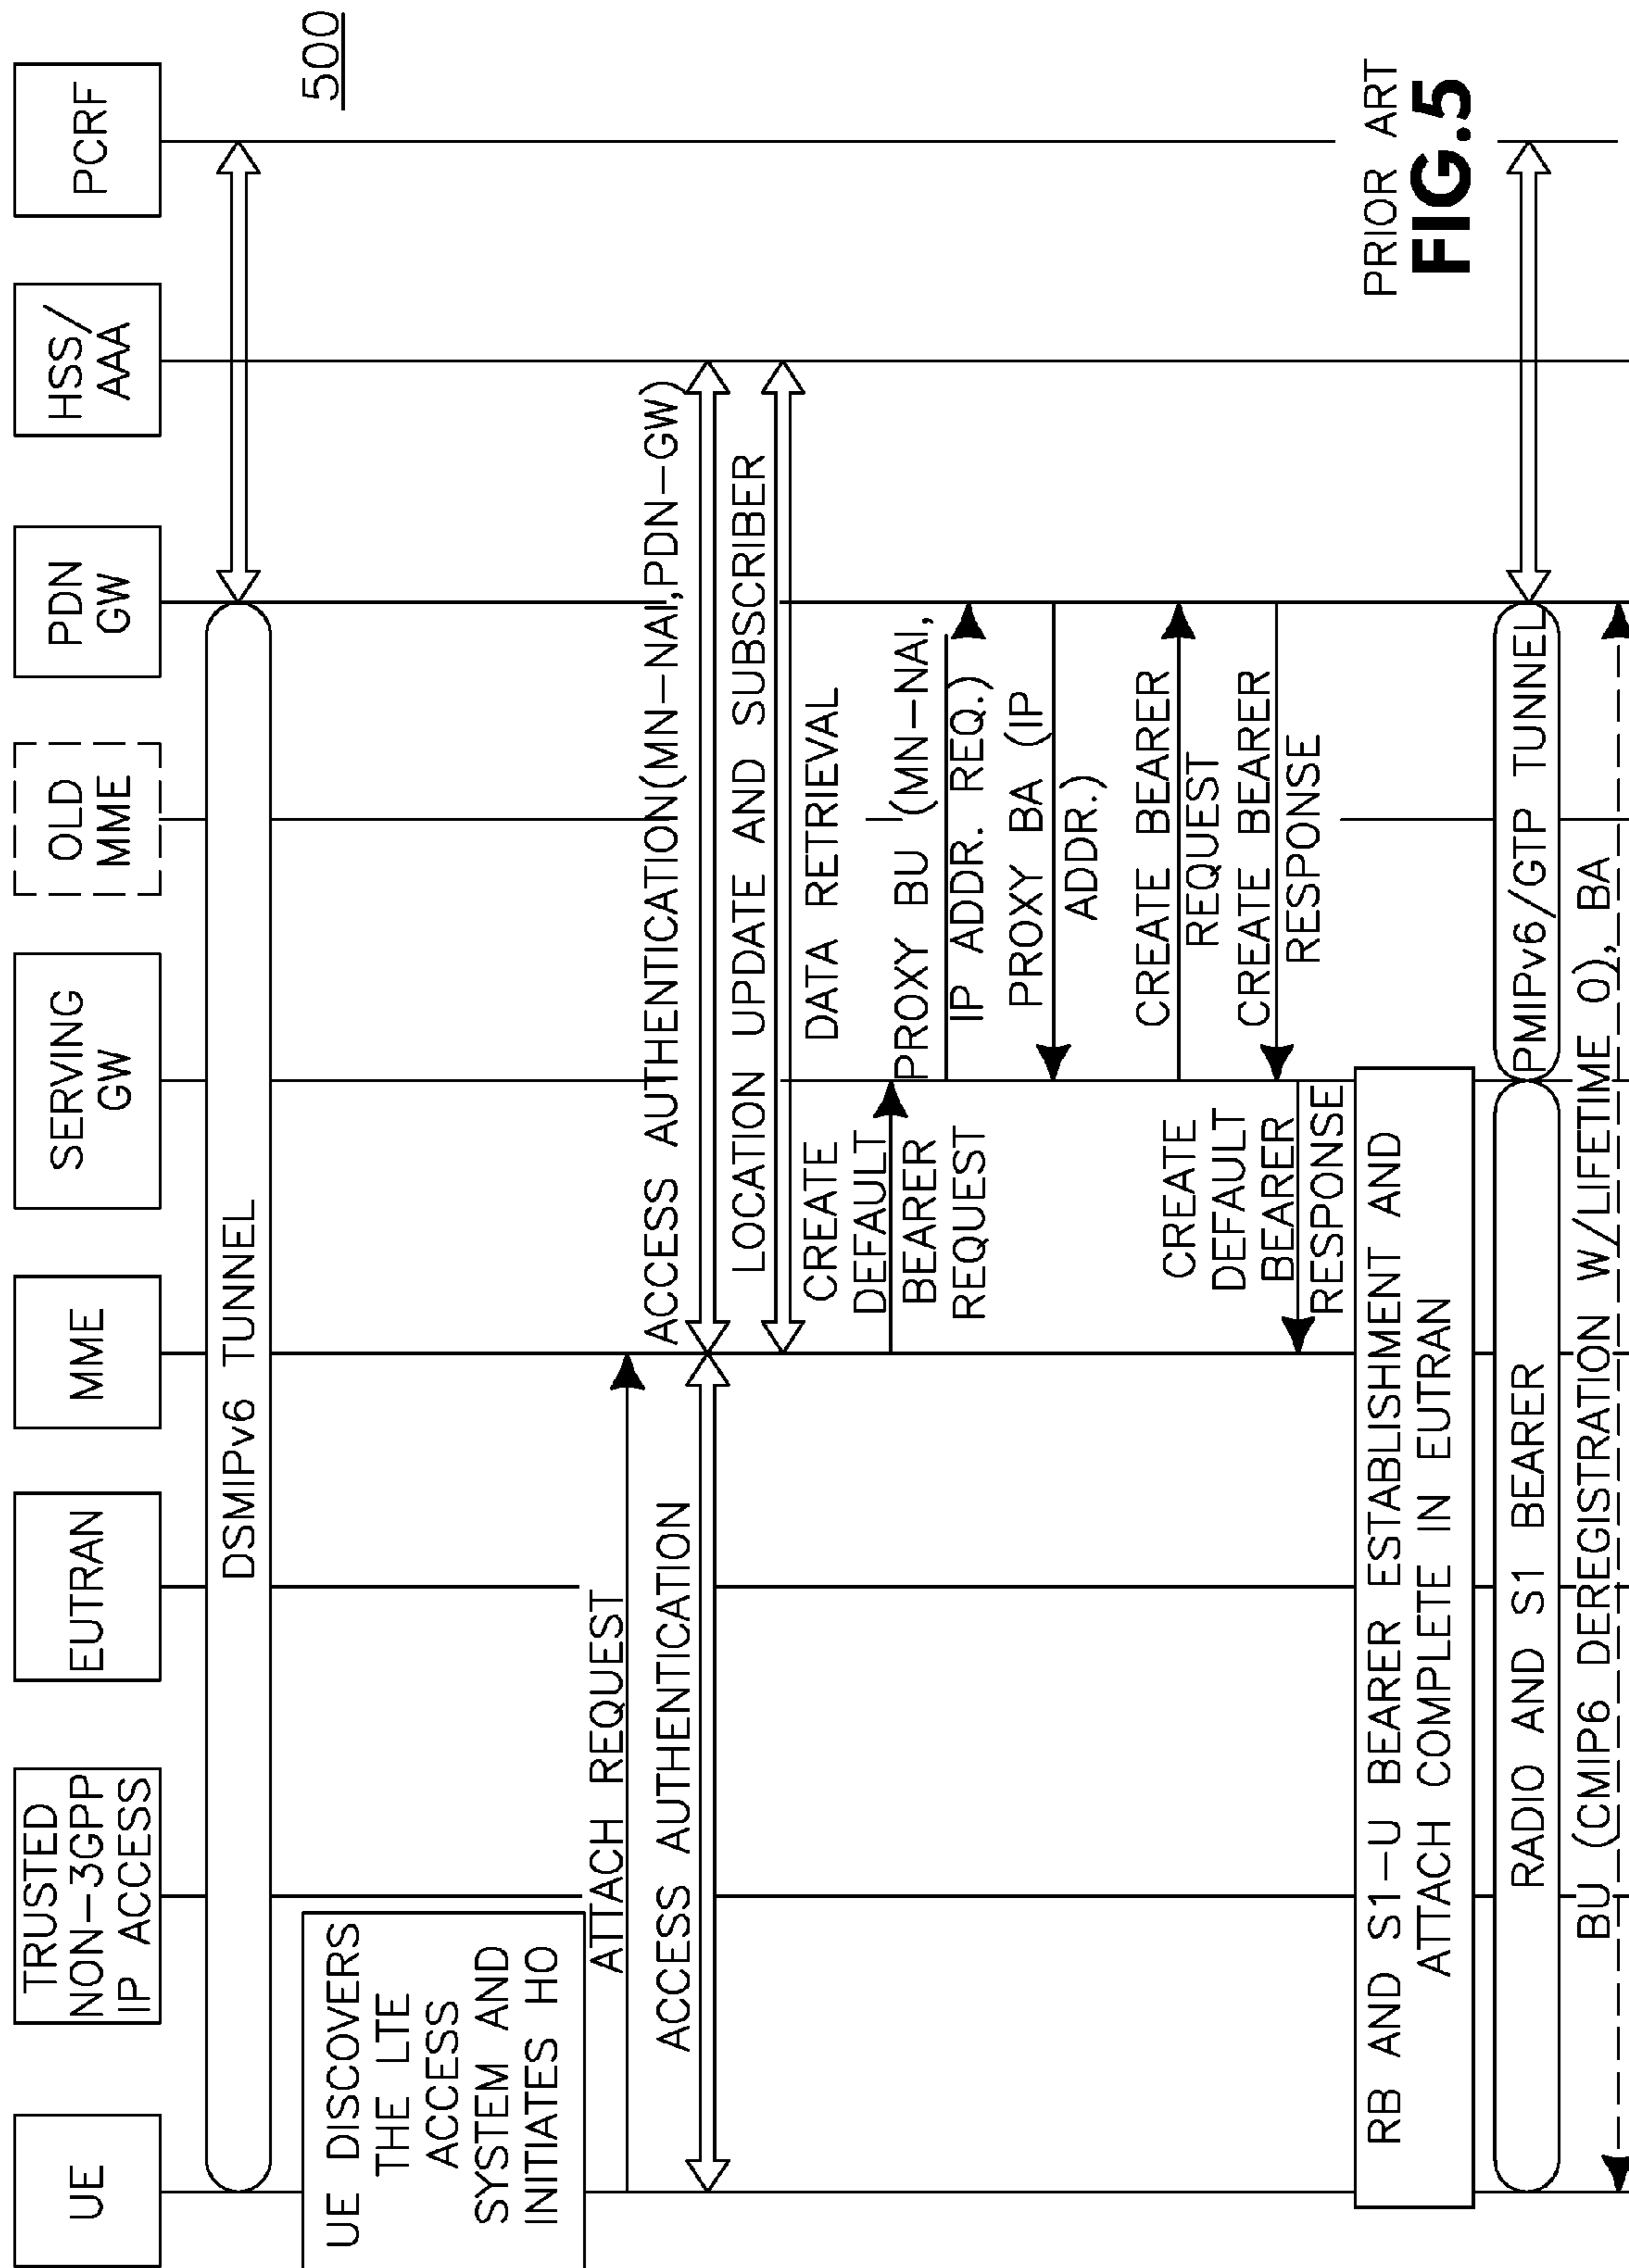 500
UE
TRUSTED
NON-3GPP
IP ACCESS
EUTRAN
MME
SERVING
GW
OLD
MME
PDN
GW
HSS/
AAA
PCRF
DSMIPv6 TUNNEL
UE DISCOVERS
THE LTE
ACCESS
SYSTEM AND
INITIATES HO
ATTACH REQUEST
ACCESS AUTHENTICATION
ACCESS AUTHENTICATION(MN-NAI,PDN-GW)
LOCATION UPDATE AND SUBSCRIBER
DATA RETRIEVAL
CREATE
DEFAULT
BEARER
REQUEST
PROXY BU (MN-NAI,
IP ADDR. REQ.)
PROXY BA (IP
ADDR.)
CREATE BEARER
REQUEST
CREATE BEARER
RESPONSE
CREATE
DEFAULT
BEARER
RESPONSE
RB AND S1-U BEARER ESTABLISHMENT AND
ATTACH COMPLETE IN EUTRAN
RADIO AND S1 BEARER
PMIPv6/GTP TUNNEL
BU (CMIP6 DEREGISTRATION W/LIFETIME 0), BA
PRIOR ART
FIG.5